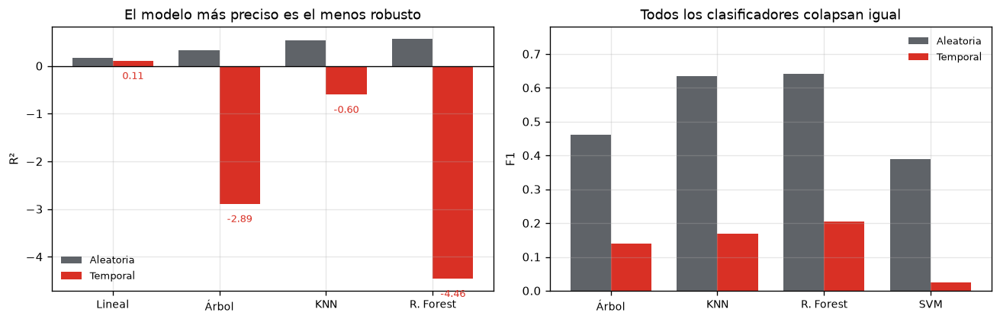 El modelo más preciso es el menos robusto
R²
0
−1
−2
−3
−4
0.11
-2.89
-0.60
-4.46
Aleatoria
Temporal
Lineal
Árbol
KNN
R. Forest
Todos los clasificadores colapsan igual
F1
0.7
0.6
0.5
0.4
0.3
0.2
0.1
0.0
Aleatoria
Temporal
Árbol
KNN
R. Forest
SVM